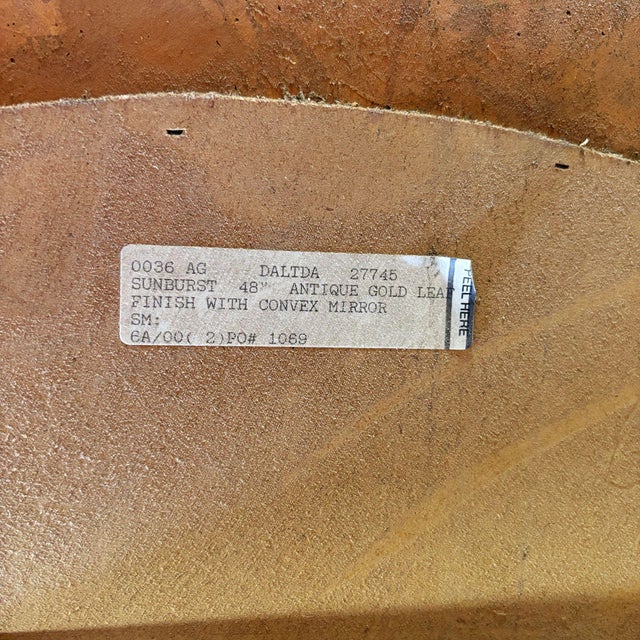 0036 AG DALTDA 27745
SUNBURST 48" ANTIQUE GOLD LEAF
FINISH WITH CONVEX MIRROR
SM:
6A/00( 2)PO# 1069
PEEL HERE